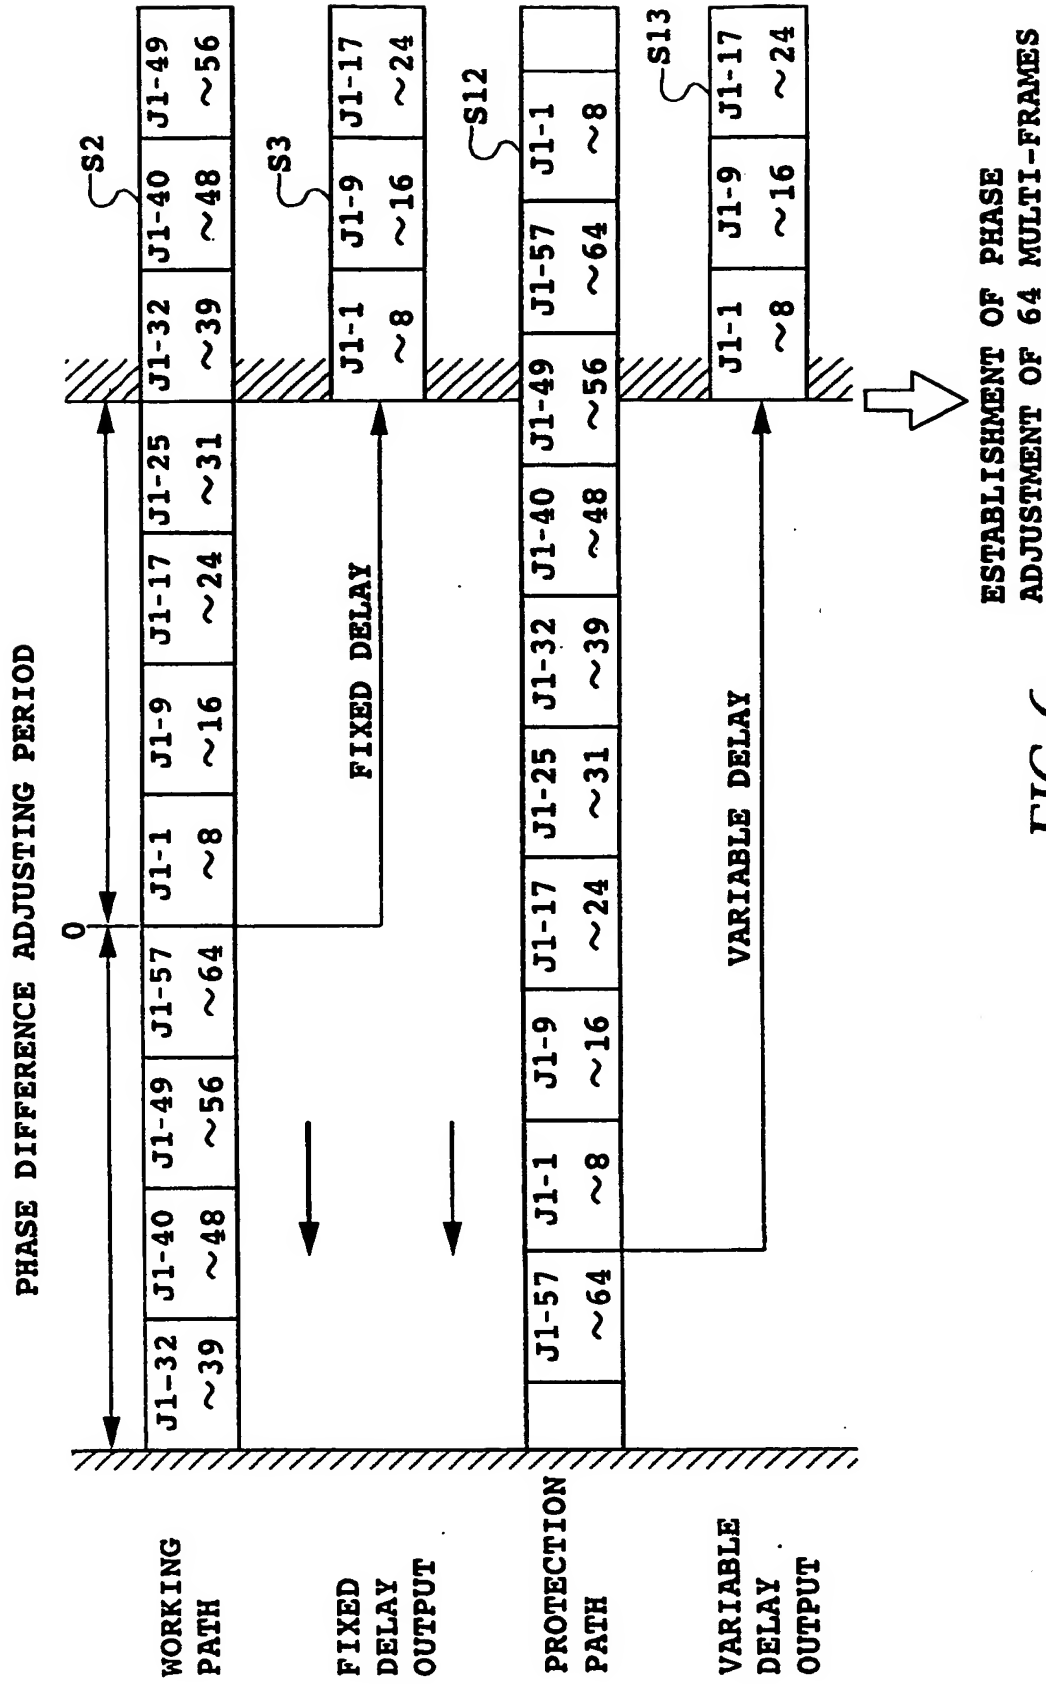 PHASE DIFFERENCE ADJUSTING PERIOD
0
S2
WORKING
PATH
J1-32
~39
J1-40
~48
J1-49
~56
J1-57
~64
J1-1
~8
J1-9
~16
J1-17
~24
J1-25
~31
J1-32
~39
J1-40
~48
J1-49
~56
S3
FIXED
DELAY
OUTPUT
FIXED DELAY
J1-1
~8
J1-9
~16
J1-17
~24
S12
PROTECTION
PATH
J1-57
~64
J1-1
~8
J1-9
~16
J1-17
~24
J1-25
~31
J1-32
~39
J1-40
~48
J1-49
~56
J1-57
~64
J1-1
~8
S13
VARIABLE
DELAY
OUTPUT
VARIABLE DELAY
J1-1
~8
J1-9
~16
J1-17
~24
ESTABLISHMENT OF PHASE
ADJUSTMENT OF 64 MULTI-FRAMES